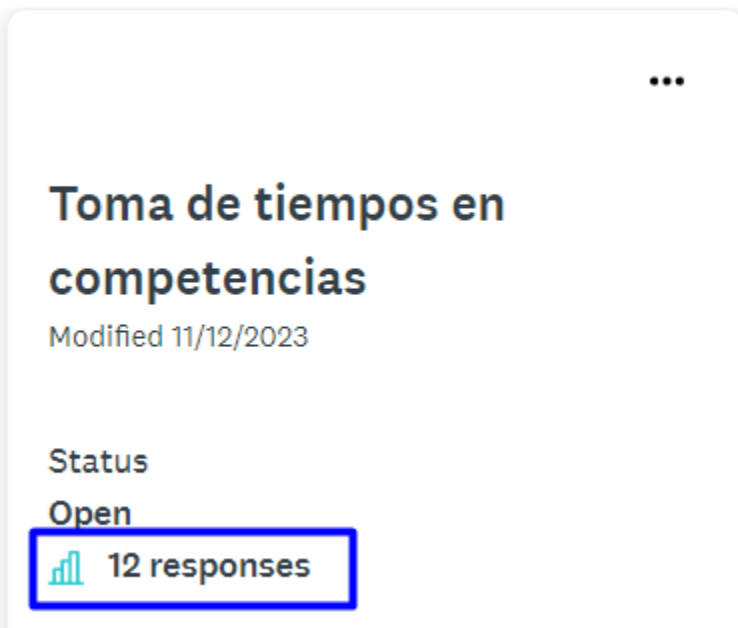 Toma de tiempos en
competencias
Modified 11/12/2023
Status
Open
12 responses